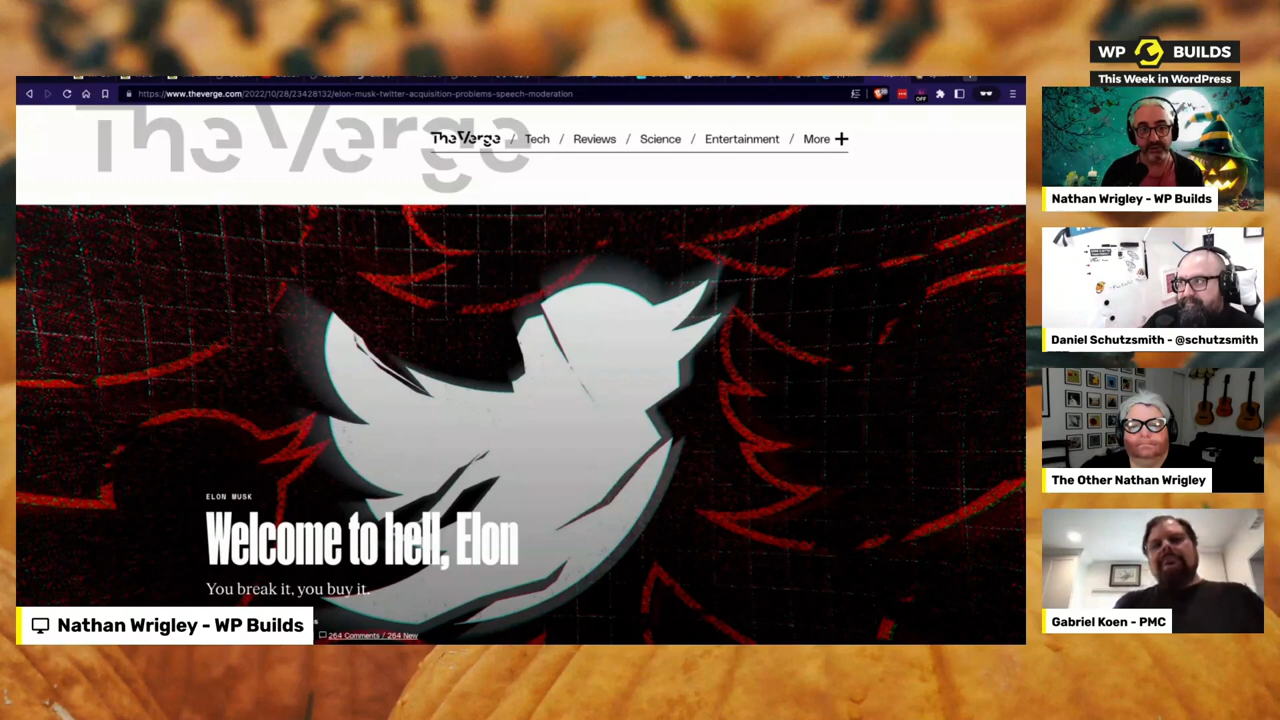 WP BUILDS
This Week in WordPress
https://www.theverge.com/2022/10/28/23428132/elon-musk-twitter-acquisition-problems-speech-moderation
OFF
The Verge
The Verge / Tech / Reviews / Science / Entertainment / More +
ELON MUSK
Welcome to hell, Elon
You break it, you buy it.
264 Comments / 264 New
Nathan Wrigley - WP Builds
Nathan Wrigley - WP Builds
Daniel Schutzsmith - @schutzsmith
The Other Nathan Wrigley
Gabriel Koen - PMC